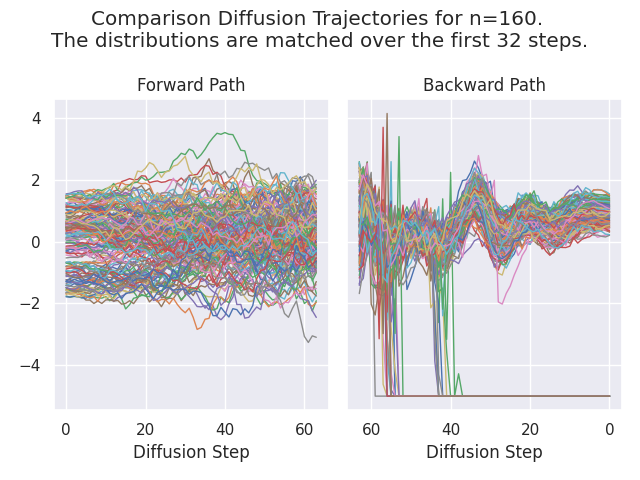 Comparison Diffusion Trajectories for n=160.
The distributions are matched over the first 32 steps.
Forward Path
Backward Path
4
2
0
−2
−4
0 20 40 60
60 40 20 0
Diffusion Step
Diffusion Step